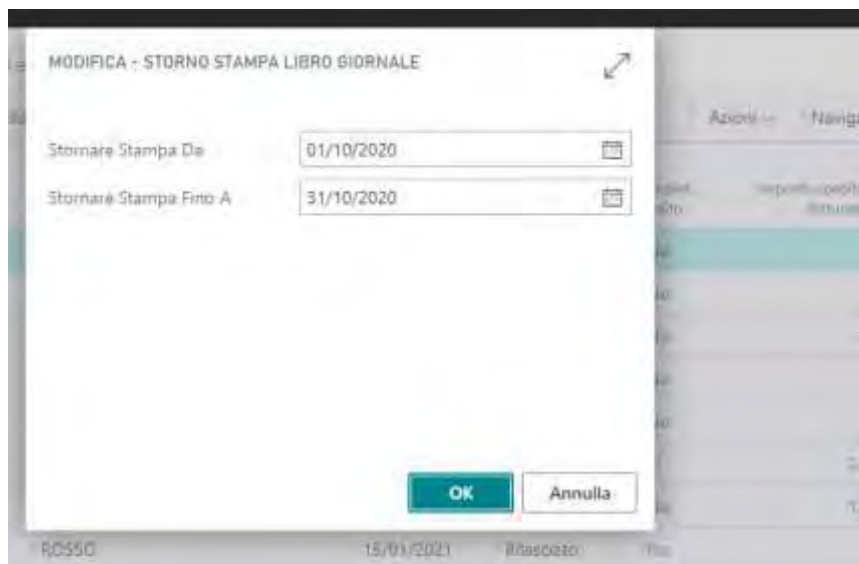 MODIFICA - STORNO STAMPA LIBRO GIORNALE
Azioni Naviga
Stornare Stampa Da 01/10/2020
Stornare Stampa Fino A 31/10/2020
OK Annulla
ROSSO 15/01/2021 Rilasciato